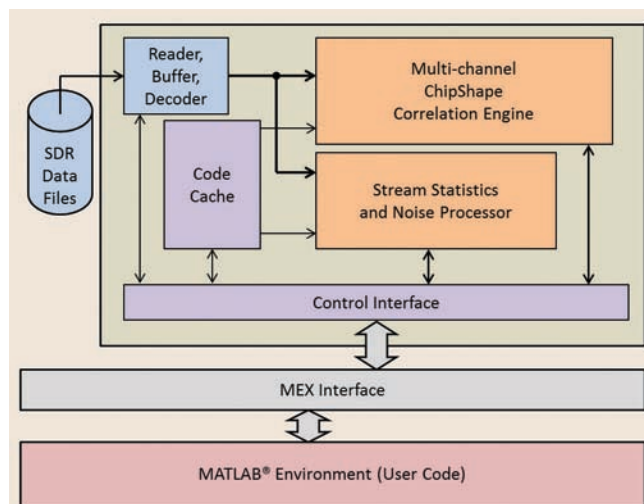 Reader,
Buffer,
Decoder
Multi-channel
ChipShape
Correlation Engine
SDR
Data
Files
Code
Cache
Stream Statistics
and Noise Processor
Control Interface
MEX Interface
MATLAB® Environment (User Code)